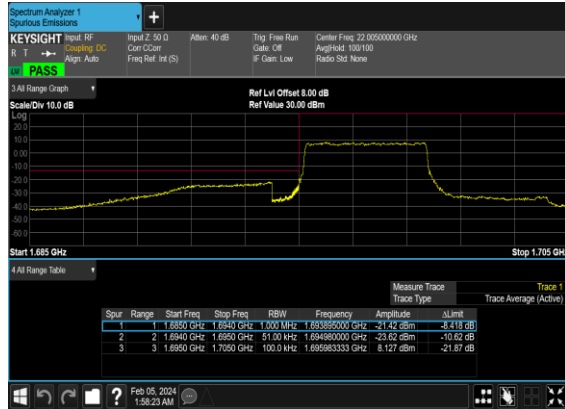 Spectrum Analyzer 1
Spurious Emissions
+
KEYSIGHT Input: RF Input Z: 50 Ω Atten: 40 dB Trig: Free Run Center Freq: 22.005000000 GHz
R T Coupling: DC Corr CCorr Gate: Off Avg|Hold: 100/100
Align: Auto Freq Ref: Int (S) IF Gain: Low Radio Std: None
PASS
3 All Range Graph
Ref Lvl Offset 8.00 dB
Scale/Div 10.0 dB Ref Value 30.00 dBm
Log
20.0
10.0
0.00
-10.0
-20.0
-30.0
-40.0
-50.0
-60.0
Start 1.685 GHz Stop 1.705 GHz
4 All Range Table
Measure Trace Trace 1
Trace Type Trace Average (Active)
Spur Range Start Freq Stop Freq RBW Frequency Amplitude ΔLimit
1 1 1.6850 GHz 1.6940 GHz 1.000 MHz 1.693895000 GHz -21.42 dBm -8.418 dB
2 2 1.6940 GHz 1.6950 GHz 51.00 kHz 1.694980000 GHz -23.62 dBm -10.62 dB
3 3 1.6950 GHz 1.7050 GHz 100.0 kHz 1.695983333 GHz 8.127 dBm -21.87 dB
?
Feb 05, 2024
1:58:23 AM